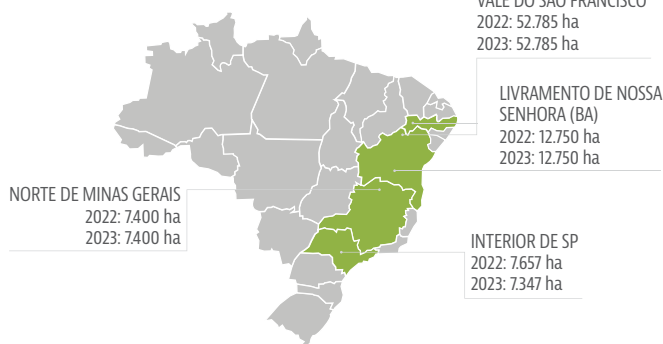 VALE DO SÃO FRANCISCO
2022: 52.785 ha
2023: 52.785 ha
LIVRAMENTO DE NOSSA
SENHORA (BA)
2022: 12.750 ha
2023: 12.750 ha
NORTE DE MINAS GERAIS
2022: 7.400 ha
2023: 7.400 ha
INTERIOR DE SP
2022: 7.657 ha
2023: 7.347 ha